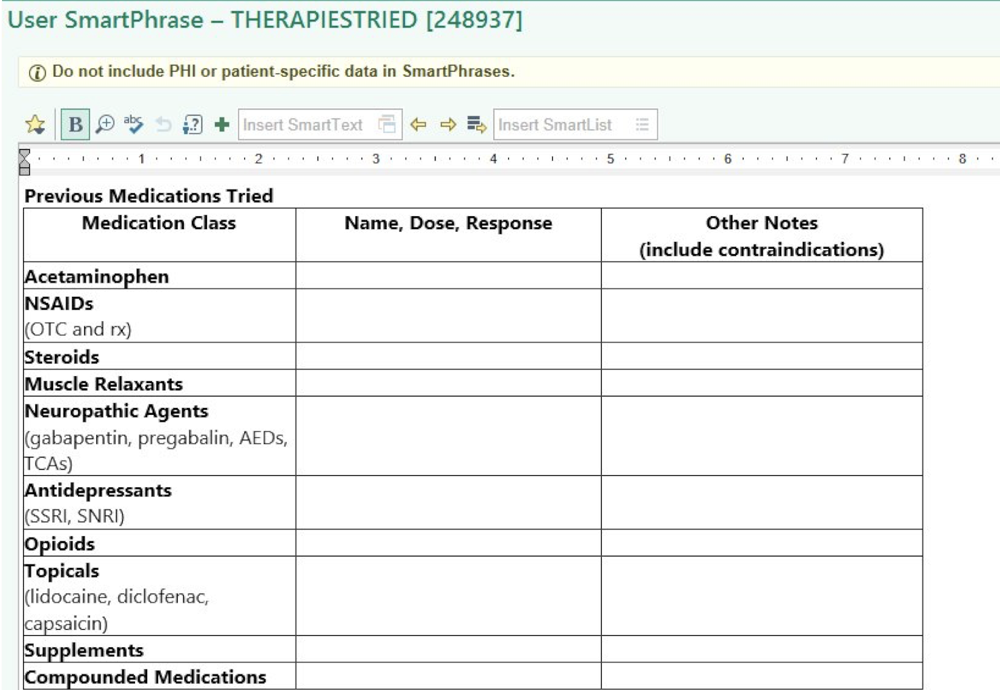 User SmartPhrase – THERAPIESTRIED [248937]
Do not include PHI or patient-specific data in SmartPhrases.
B abc Insert SmartText Insert SmartList
1 2 3 4 5 6 7 8
Previous Medications Tried
Medication Class Name, Dose, Response Other Notes
(include contraindications)
Acetaminophen
NSAIDs
(OTC and rx)
Steroids
Muscle Relaxants
Neuropathic Agents
(gabapentin, pregabalin, AEDs,
TCAs)
Antidepressants
(SSRI, SNRI)
Opioids
Topicals
(lidocaine, diclofenac,
capsaicin)
Supplements
Compounded Medications